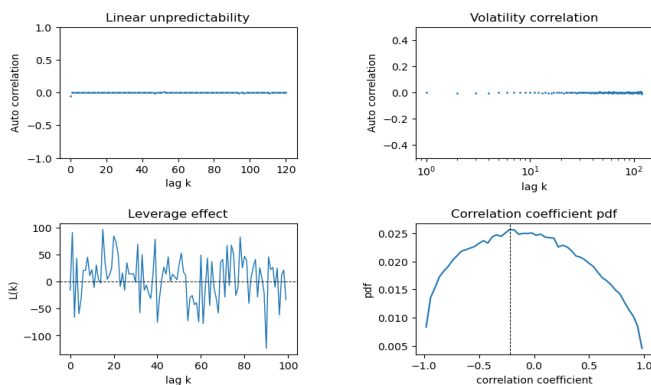 Linear unpredictability
Auto correlation
1.0
0.5
0.0
−0.5
−1.0
0 20 40 60 80 100 120
lag k
Volatility correlation
Auto correlation
0.4
0.2
0.0
−0.2
−0.4
10⁰ 10¹ 10²
lag k
Leverage effect
L(k)
100
50
0
−50
−100
0 20 40 60 80 100
lag k
Correlation coefficient pdf
pdf
0.025
0.020
0.015
0.010
0.005
−1.0 −0.5 0.0 0.5 1.0
correlation coefficient